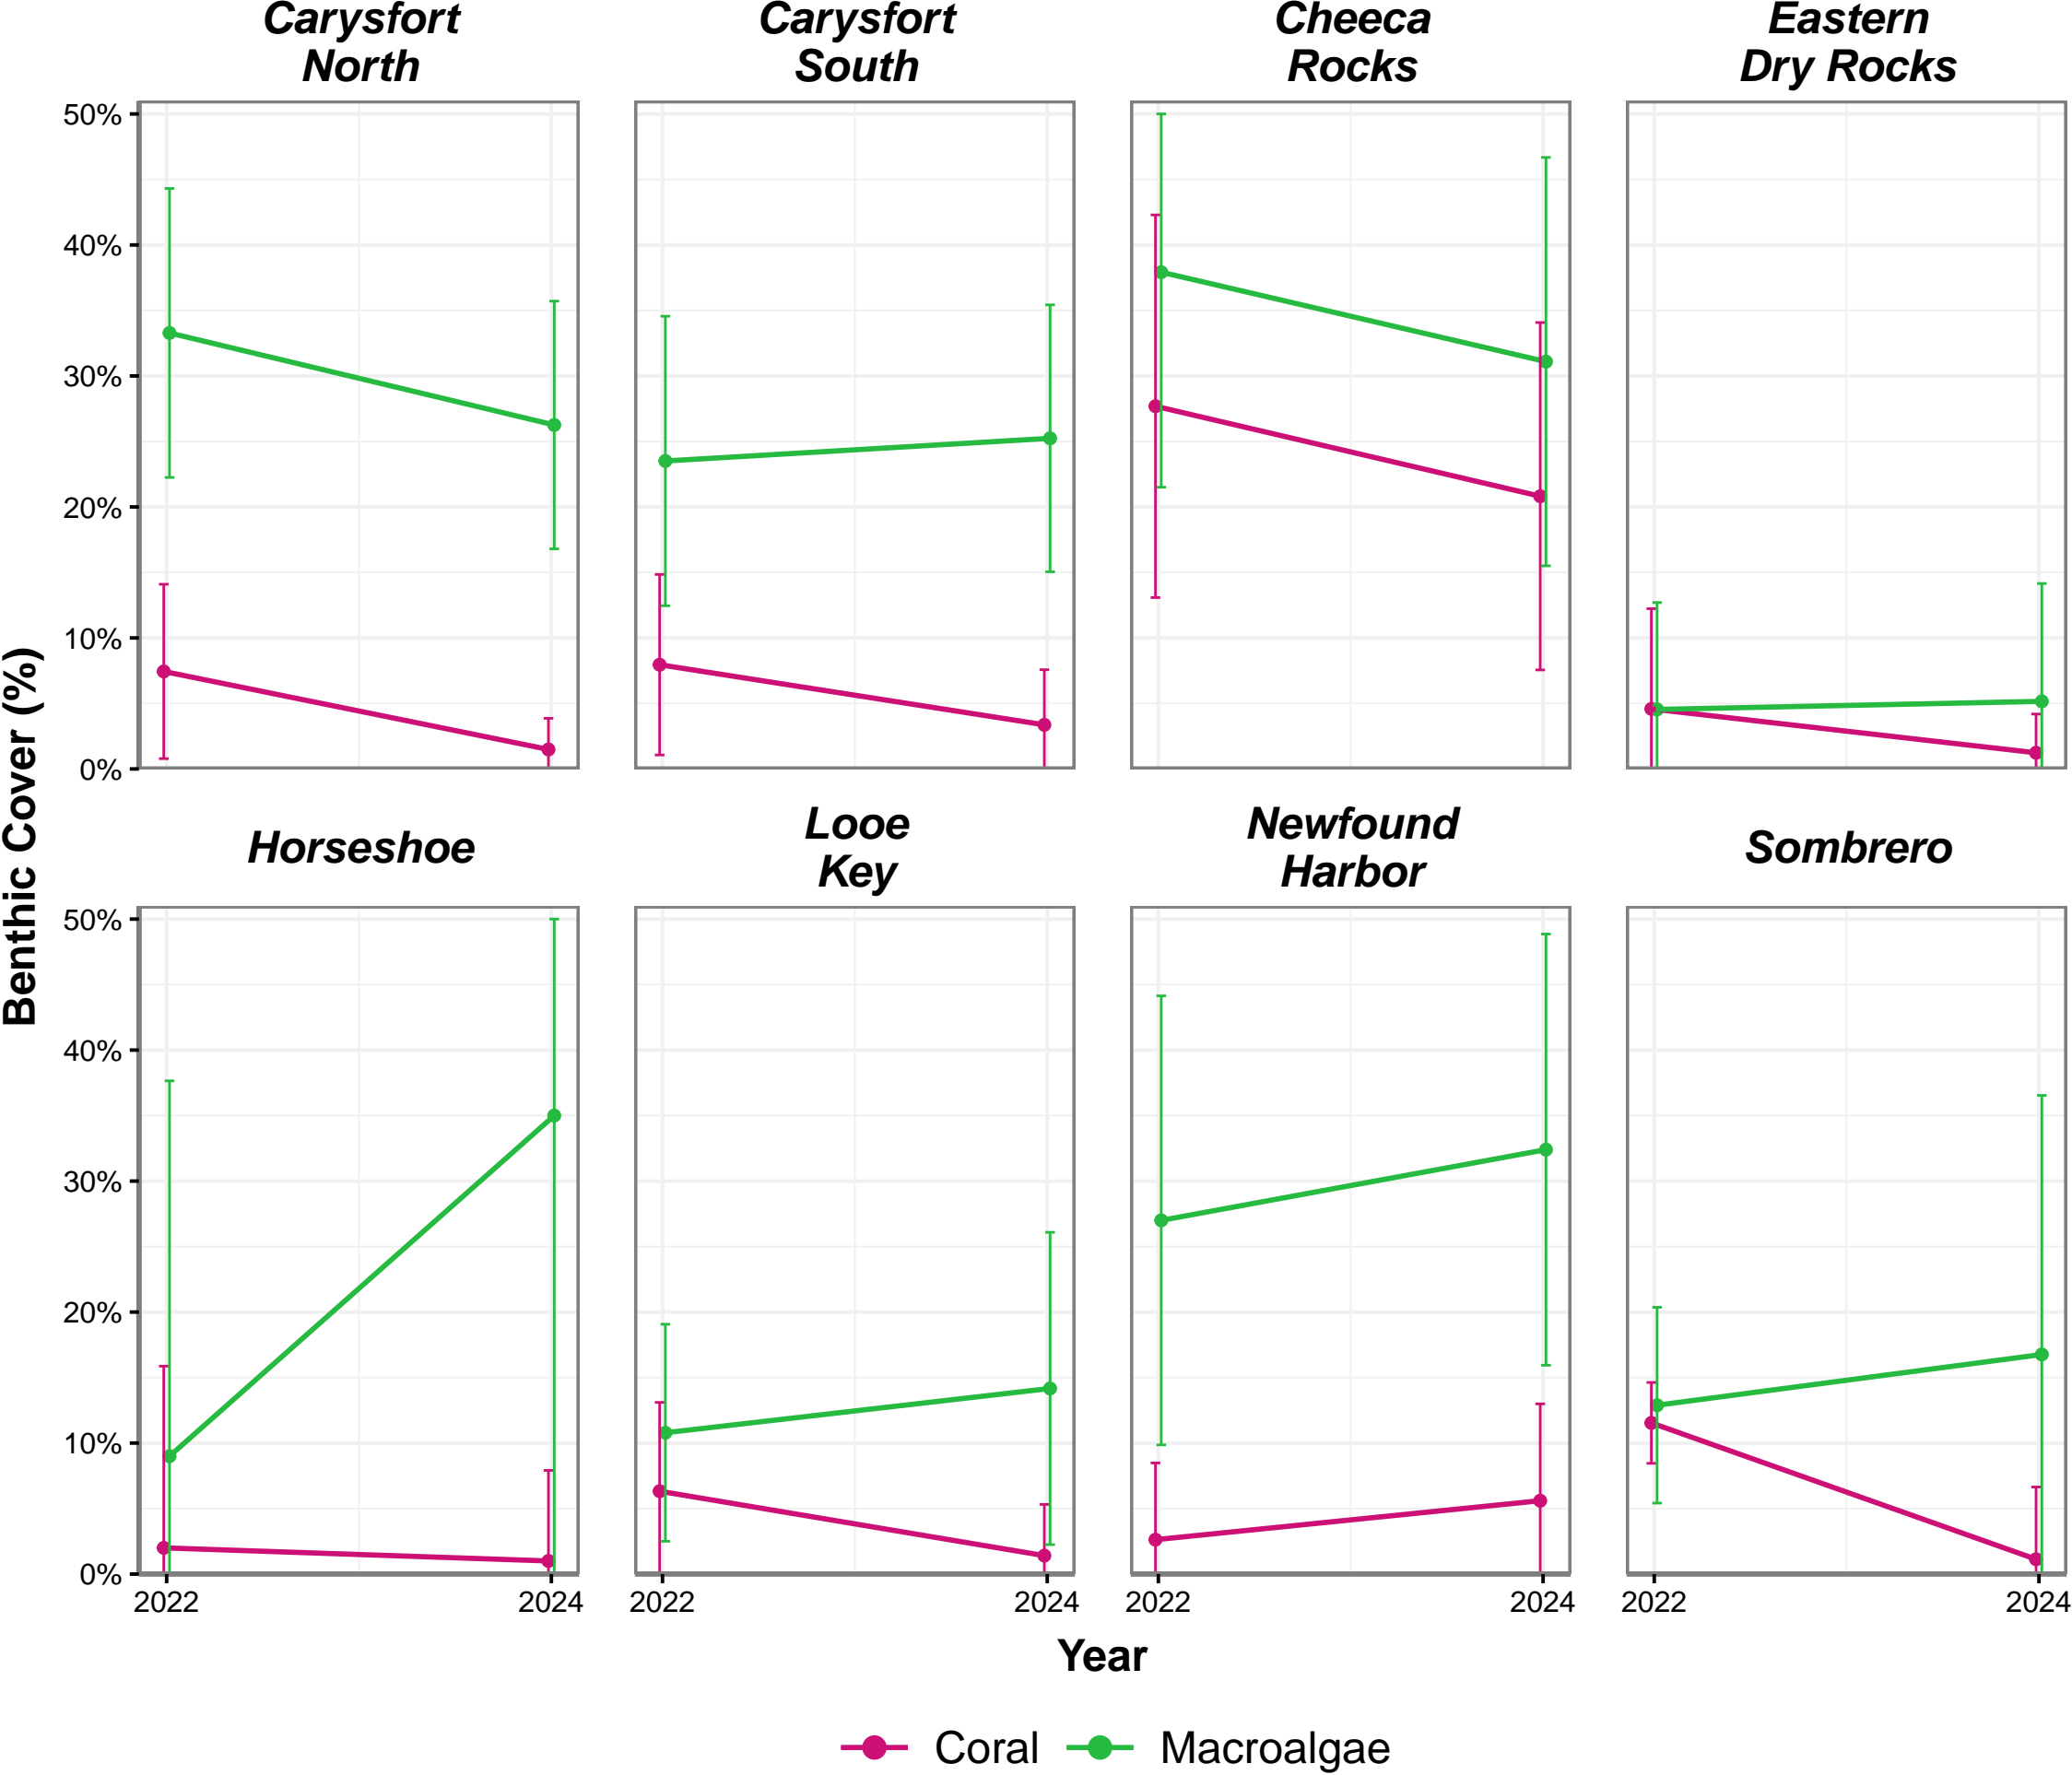 Carysfort
North
Carysfort
South
Cheeca
Rocks
Eastern
Dry Rocks
50%
40%
30%
20%
10%
0%
Benthic Cover (%)
Horseshoe
Looe
Key
Newfound
Harbor
Sombrero
50%
40%
30%
20%
10%
0%
2022 2024 2022 2024 2022 2024 2022 2024
Year
Coral Macroalgae